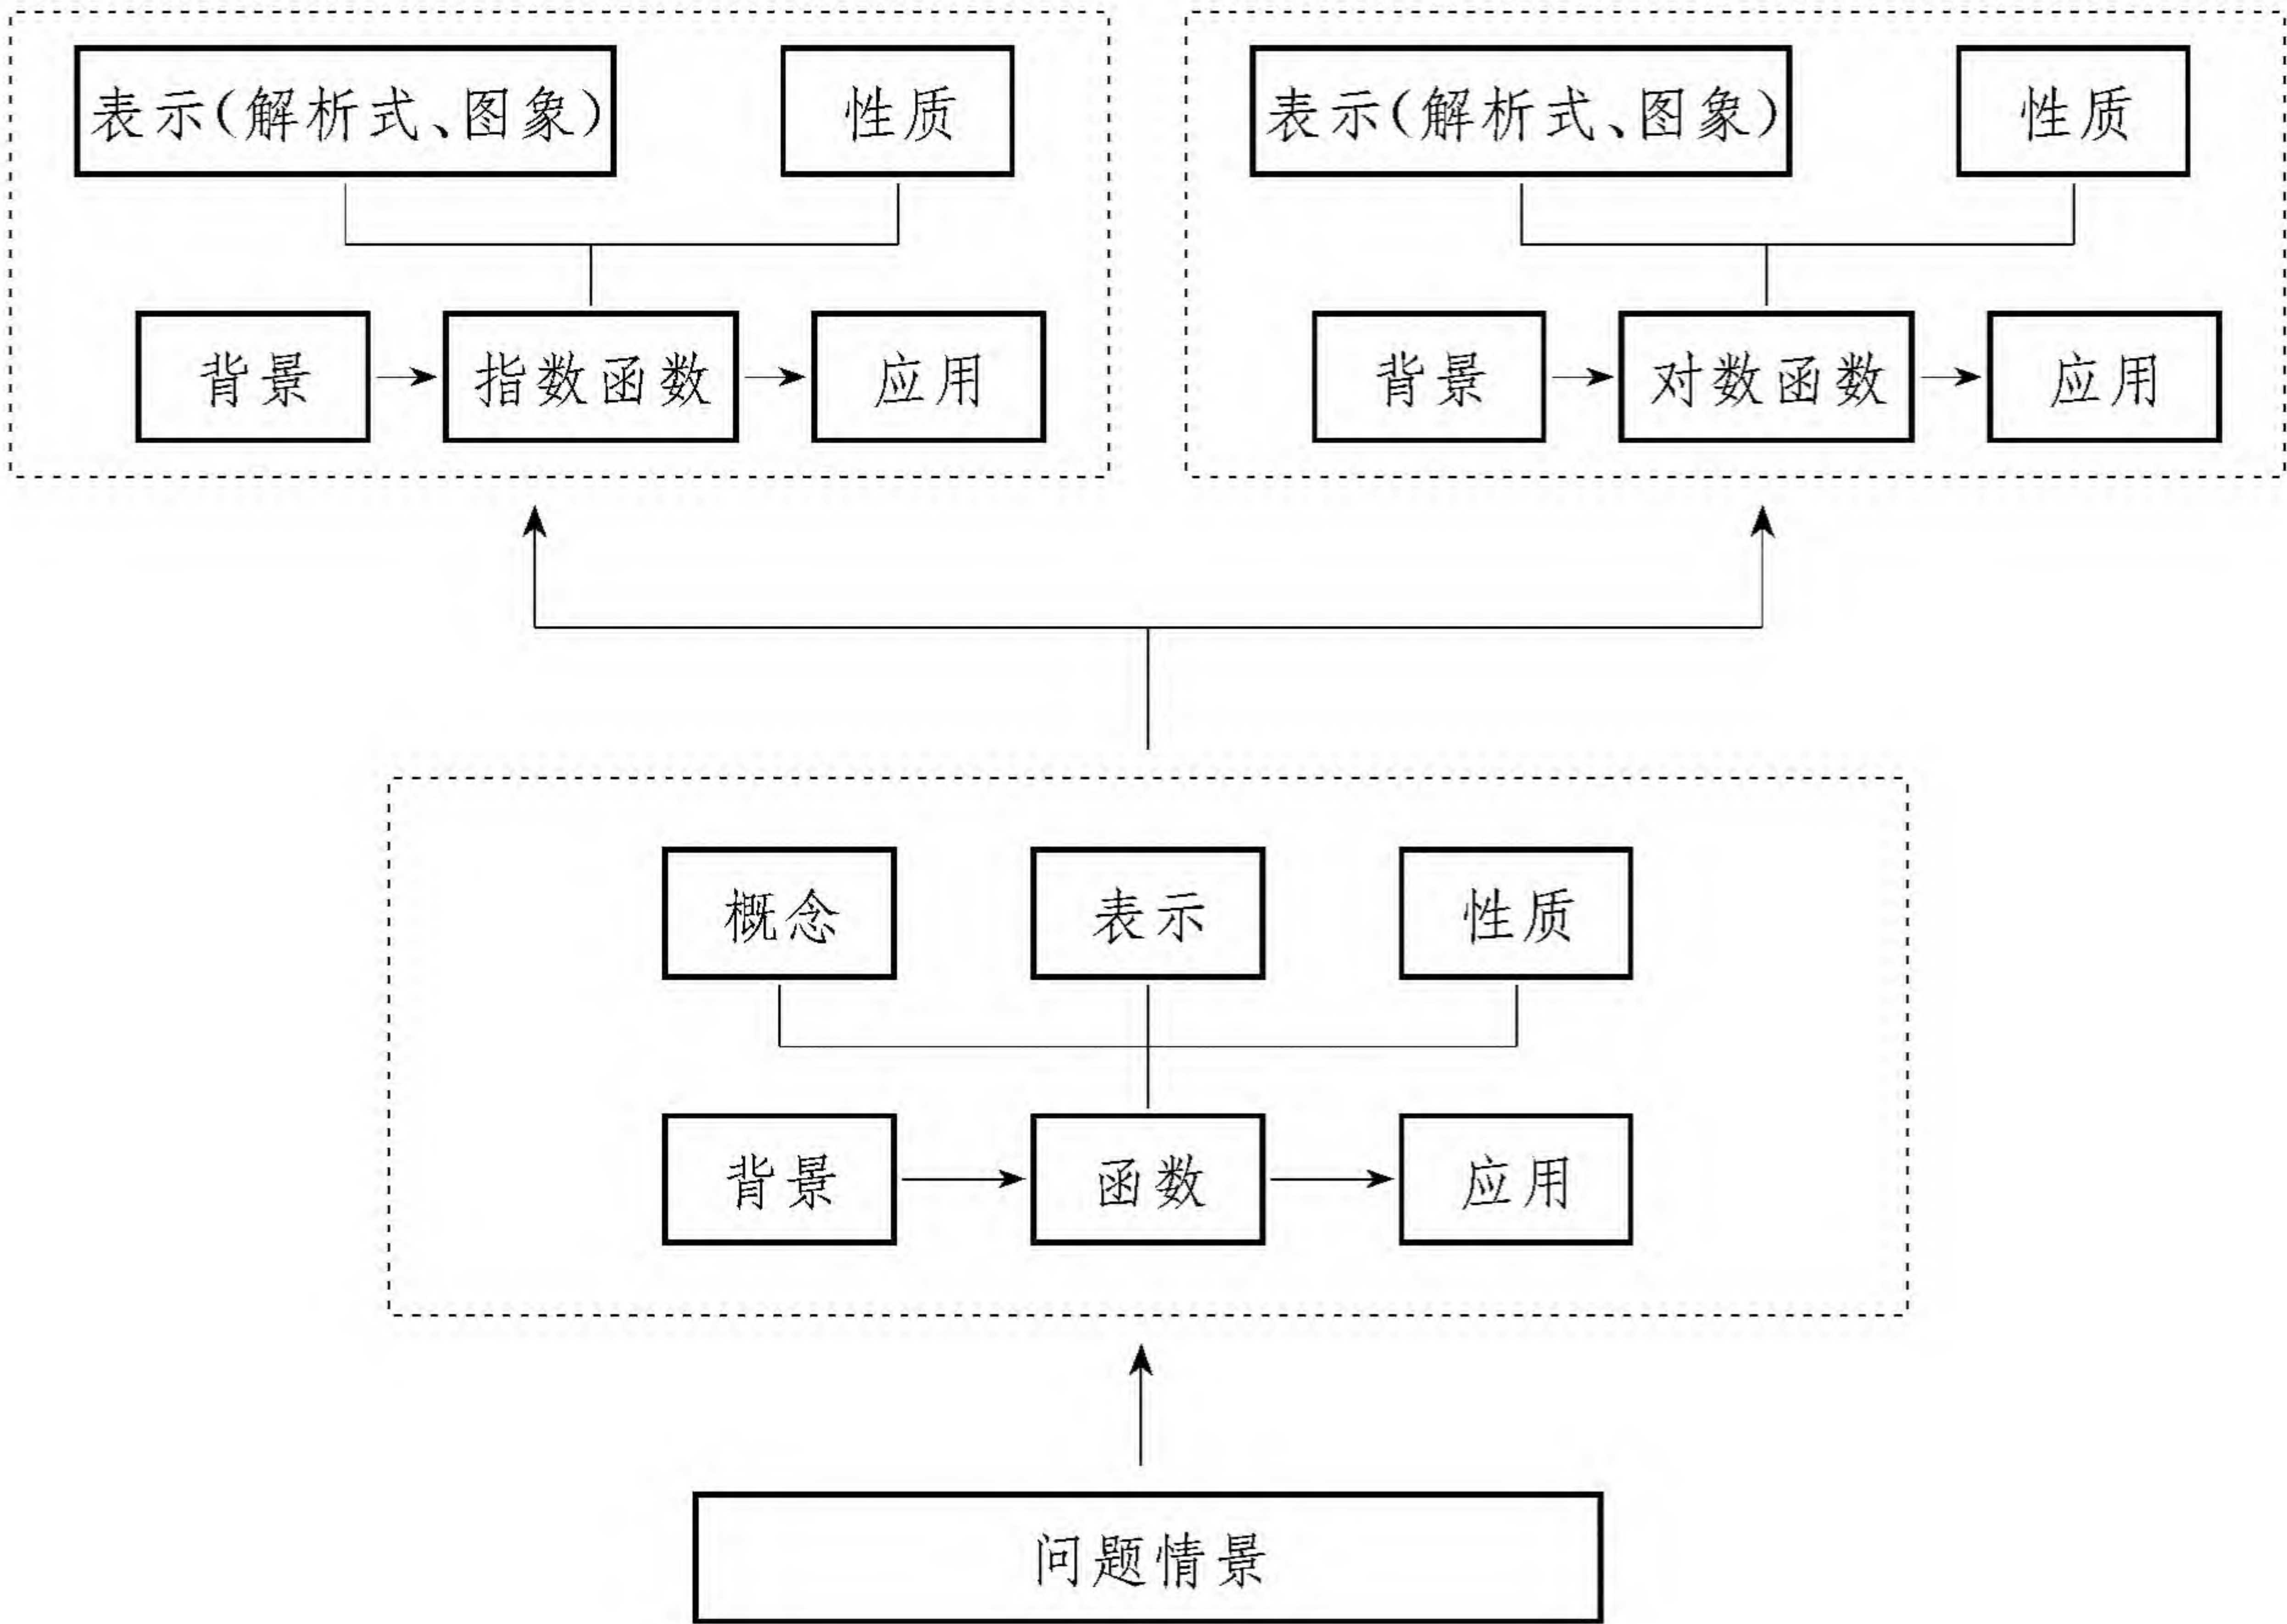 表示(解析式、图象)
性质
表示(解析式、图象)
性质
背景
指数函数
应用
背景
对数函数
应用
概念
表示
性质
背景
函数
应用
问题情景